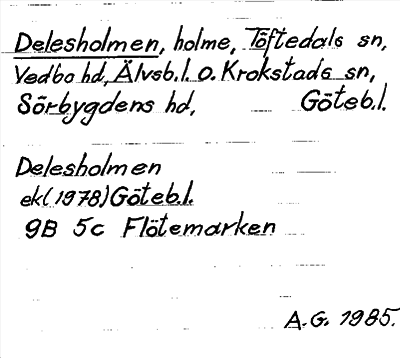 Delesholmen, holme, Töftedals sn,
Vedbo hd, Älvsb.l. o. Krokstads sn,
Sörbygdens hd, Göteb.l.
Delesholmen
ek(1978) Göteb.l.
9B 5c Flötemarken
A.G. 1985.